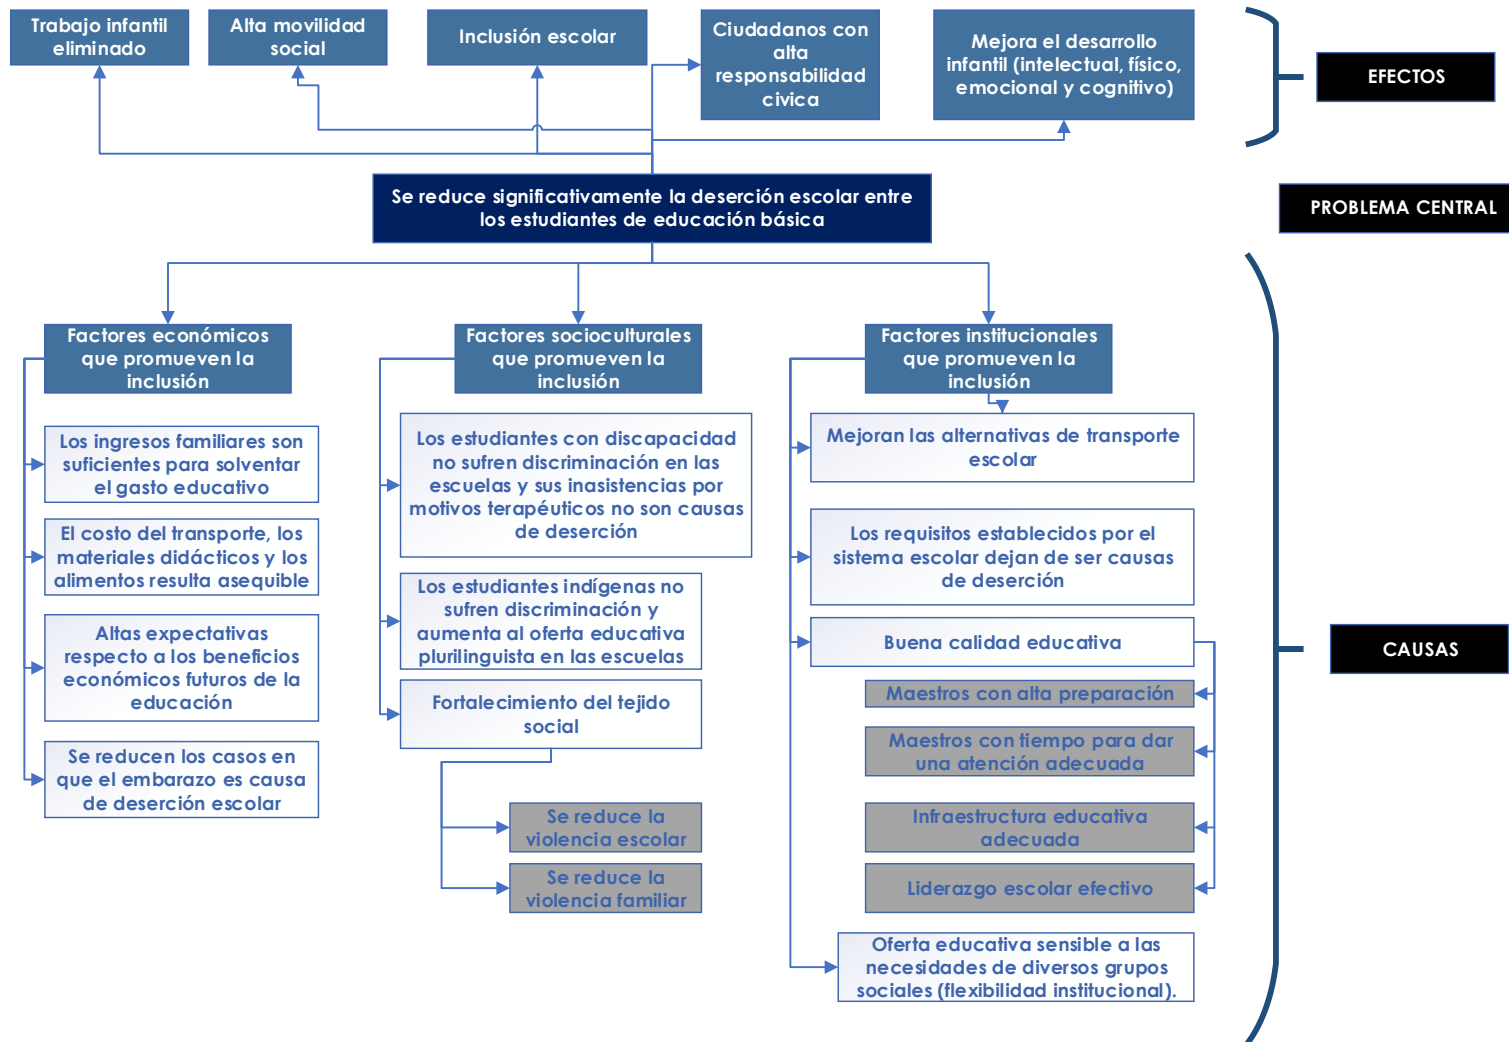 Trabajo infantil
eliminado
Alta movilidad
social
Inclusión escolar
Ciudadanos con
alta
responsabilidad
civica
Mejora el desarrollo
infantil (intelectual, físico,
emocional y cognitivo)
EFECTOS
Se reduce significativamente la deserción escolar entre
los estudiantes de educación básica
PROBLEMA CENTRAL
Factores económicos
que promueven la
inclusión
Los ingresos familiares son
suficientes para solventar
el gasto educativo
El costo del transporte, los
materiales didácticos y los
alimentos resulta asequible
Altas expectativas
respecto a los beneficios
económicos futuros de la
educación
Se reducen los casos en
que el embarazo es causa
de deserción escolar
Factores socioculturales
que promueven la
inclusión
Los estudiantes con discapacidad
no sufren discriminación en las
escuelas y sus inasistencias por
motivos terapéuticos no son causas
de deserción
Los estudiantes indígenas no
sufren discriminación y
aumenta al oferta educativa
plurilinguista en las escuelas
Fortalecimiento del tejido
social
Se reduce la
violencia escolar
Se reduce la
violencia familiar
Factores institucionales
que promueven la
inclusión
Mejoran las alternativas de transporte
escolar
Los requisitos establecidos por el
sistema escolar dejan de ser causas
de deserción
Buena calidad educativa
Maestros con alta preparación
Maestros con tiempo para dar
una atención adecuada
Infraestructura educativa
adecuada
Liderazgo escolar efectivo
Oferta educativa sensible a las
necesidades de diversos grupos
sociales (flexibilidad institucional).
CAUSAS